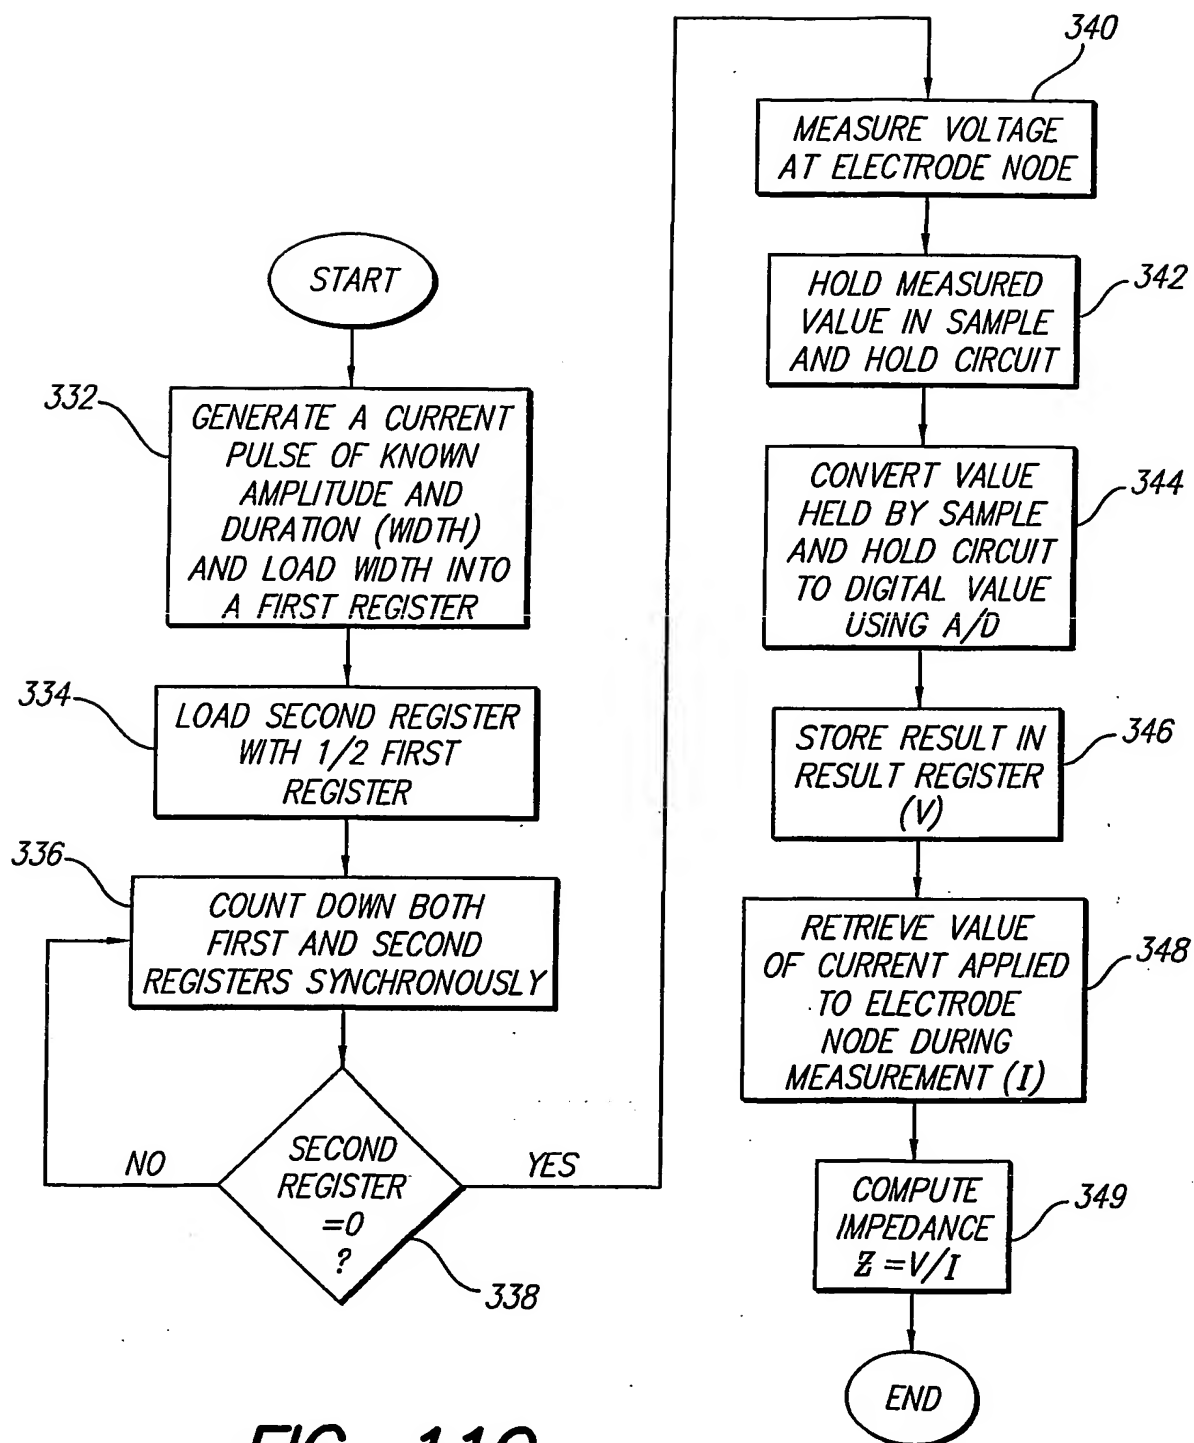 START
332
GENERATE A CURRENT
PULSE OF KNOWN
AMPLITUDE AND
DURATION (WIDTH)
AND LOAD WIDTH INTO
A FIRST REGISTER
334
LOAD SECOND REGISTER
WITH 1/2 FIRST
REGISTER
336
COUNT DOWN BOTH
FIRST AND SECOND
REGISTERS SYNCHRONOUSLY
NO
SECOND
REGISTER
=0
?
YES
338
340
MEASURE VOLTAGE
AT ELECTRODE NODE
342
HOLD MEASURED
VALUE IN SAMPLE
AND HOLD CIRCUIT
344
CONVERT VALUE
HELD BY SAMPLE
AND HOLD CIRCUIT
TO DIGITAL VALUE
USING A/D
346
STORE RESULT IN
RESULT REGISTER
(V)
348
RETRIEVE VALUE
OF CURRENT APPLIED
TO ELECTRODE
NODE DURING
MEASUREMENT (I)
349
COMPUTE
IMPEDANCE
Z=V/I
END